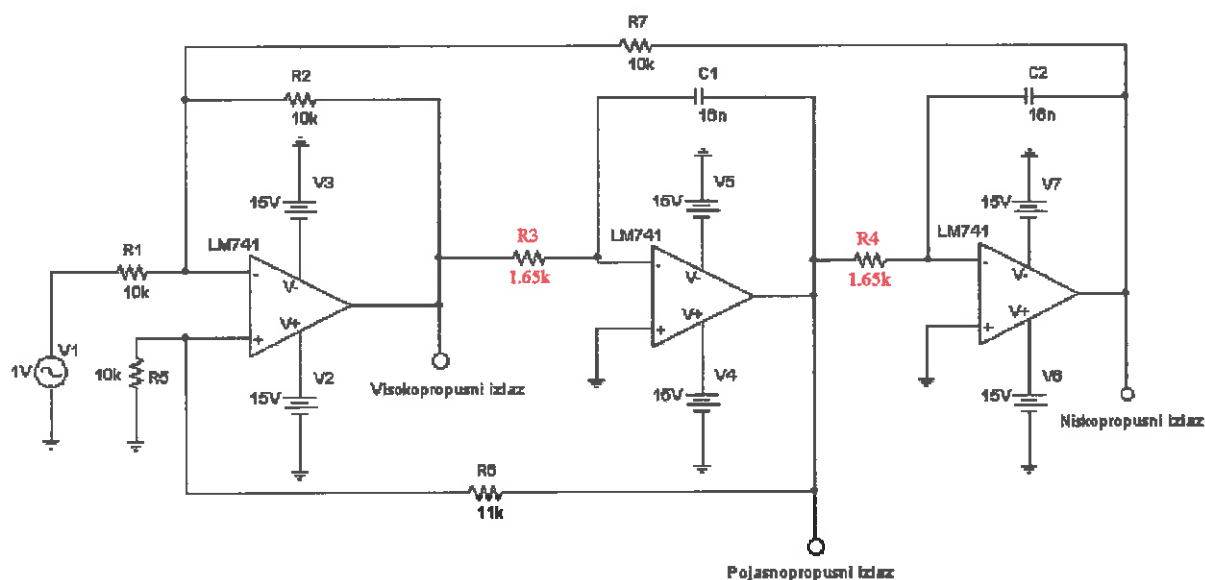 R7
10k
R2
10k
C1
16n
C2
16n
V3
15V
V5
15V
V7
15V
R1
10k
LM741
-
V-
V+
+
R3
1.65k
LM741
-
V-
V+
+
R4
1.65k
LM741
-
V-
V+
+
V1
1V
10k
R5
V2
15V
Visokopropusni izlaz
V4
15V
V6
15V
Niskopropusni izlaz
R6
11k
Pojasnopropusni izlaz